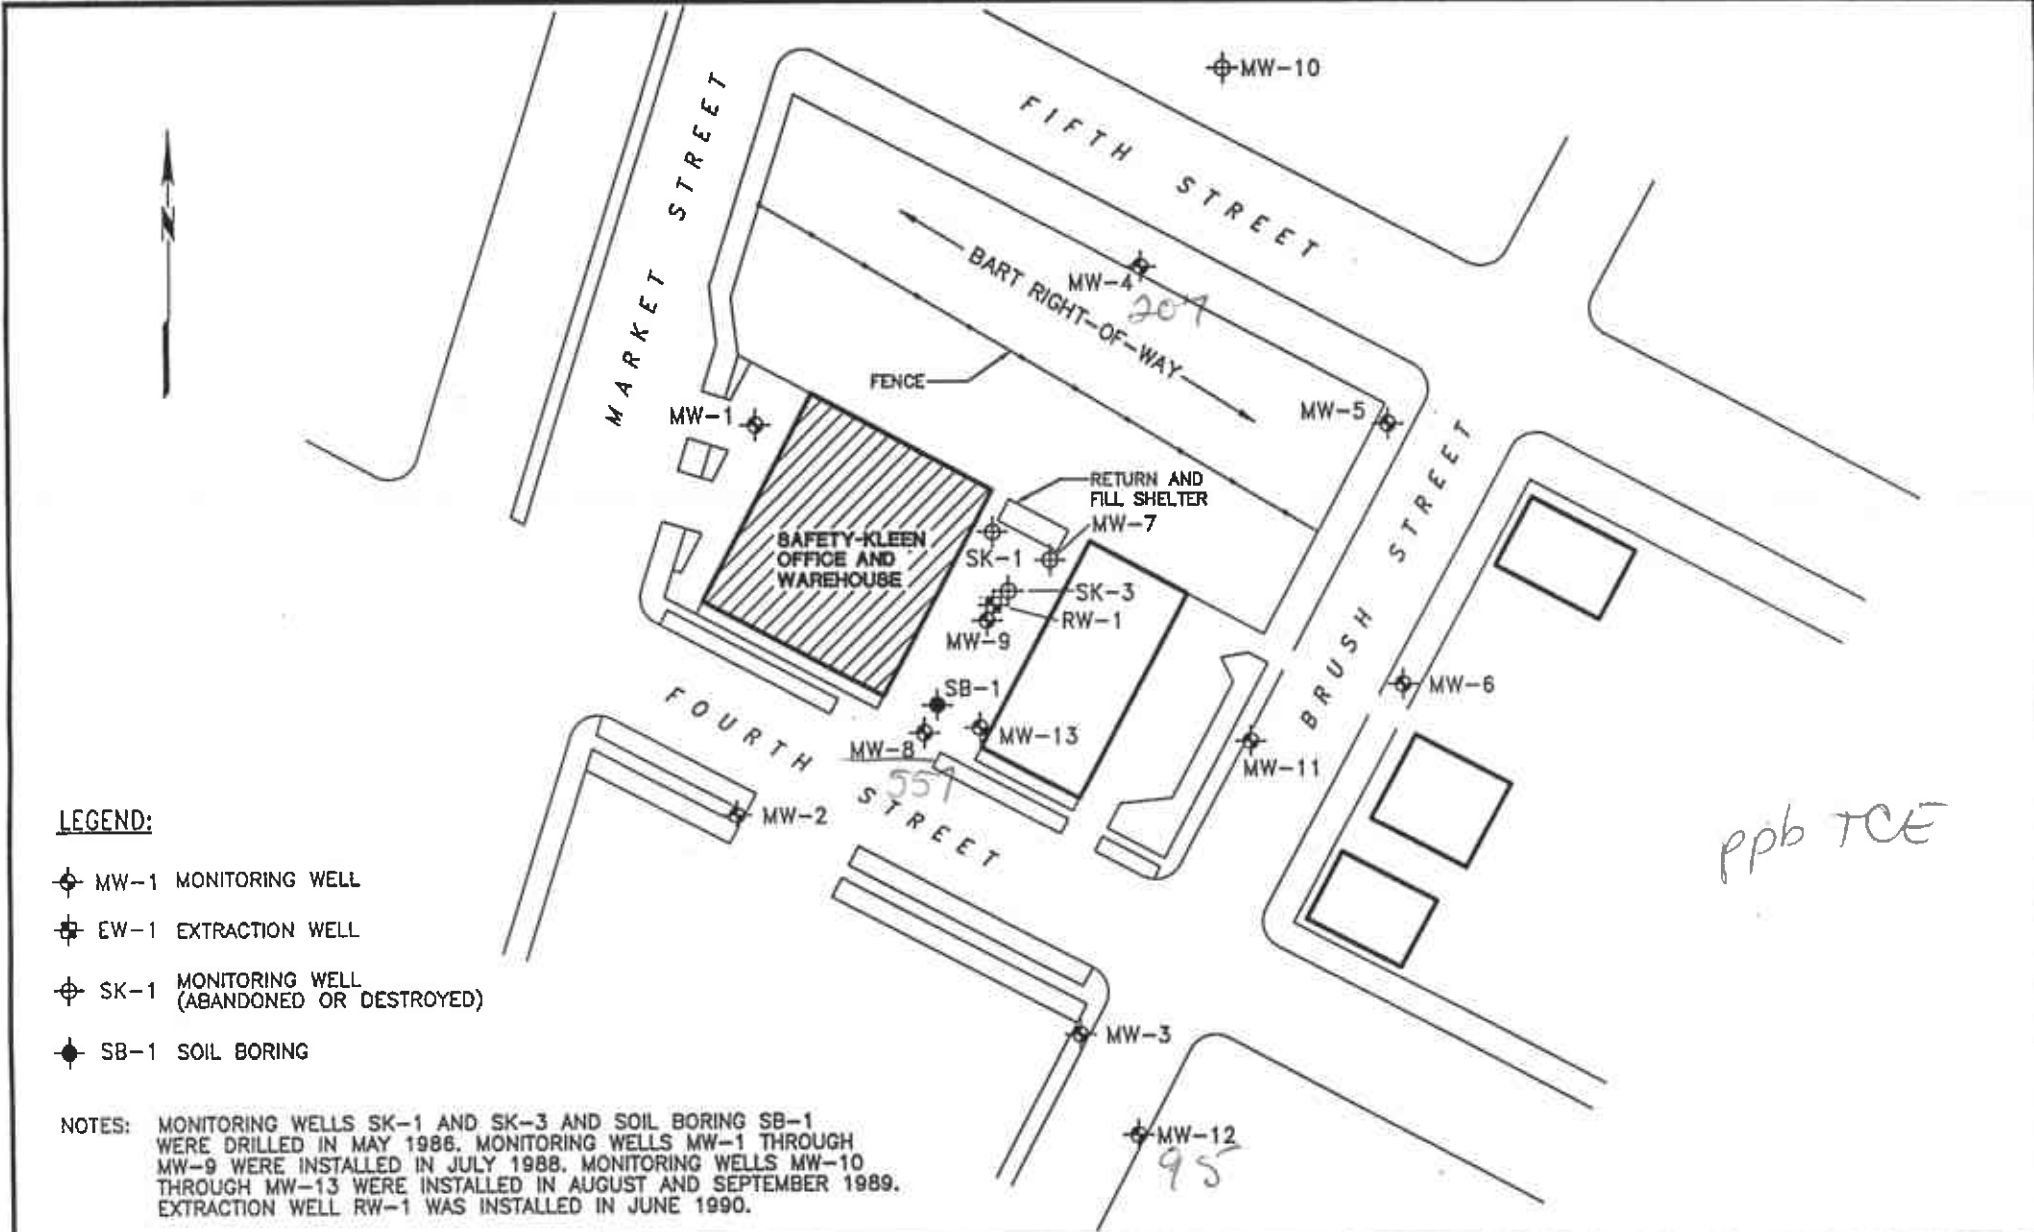 MW-10
FIFTH STREET
MARKET STREET
N
BART RIGHT-OF-WAY
MW-4
207
FENCE
MW-1
MW-5
RETURN AND
FILL SHELTER
MW-7
SAFETY-KLEEN
OFFICE AND
WAREHOUSE
SK-1
SK-3
RW-1
MW-9
BRUSH STREET
MW-6
SB-1
MW-13
MW-8
557
FOURTH STREET
MW-11
MW-2
ppb TCE
LEGEND:
MW-1 MONITORING WELL
EW-1 EXTRACTION WELL
SK-1 MONITORING WELL
(ABANDONED OR DESTROYED)
SB-1 SOIL BORING
MW-3
MW-12
95
NOTES: MONITORING WELLS SK-1 AND SK-3 AND SOIL BORING SB-1
WERE DRILLED IN MAY 1986. MONITORING WELLS MW-1 THROUGH
MW-9 WERE INSTALLED IN JULY 1988. MONITORING WELLS MW-10
THROUGH MW-13 WERE INSTALLED IN AUGUST AND SEPTEMBER 1989.
EXTRACTION WELL RW-1 WAS INSTALLED IN JUNE 1990.